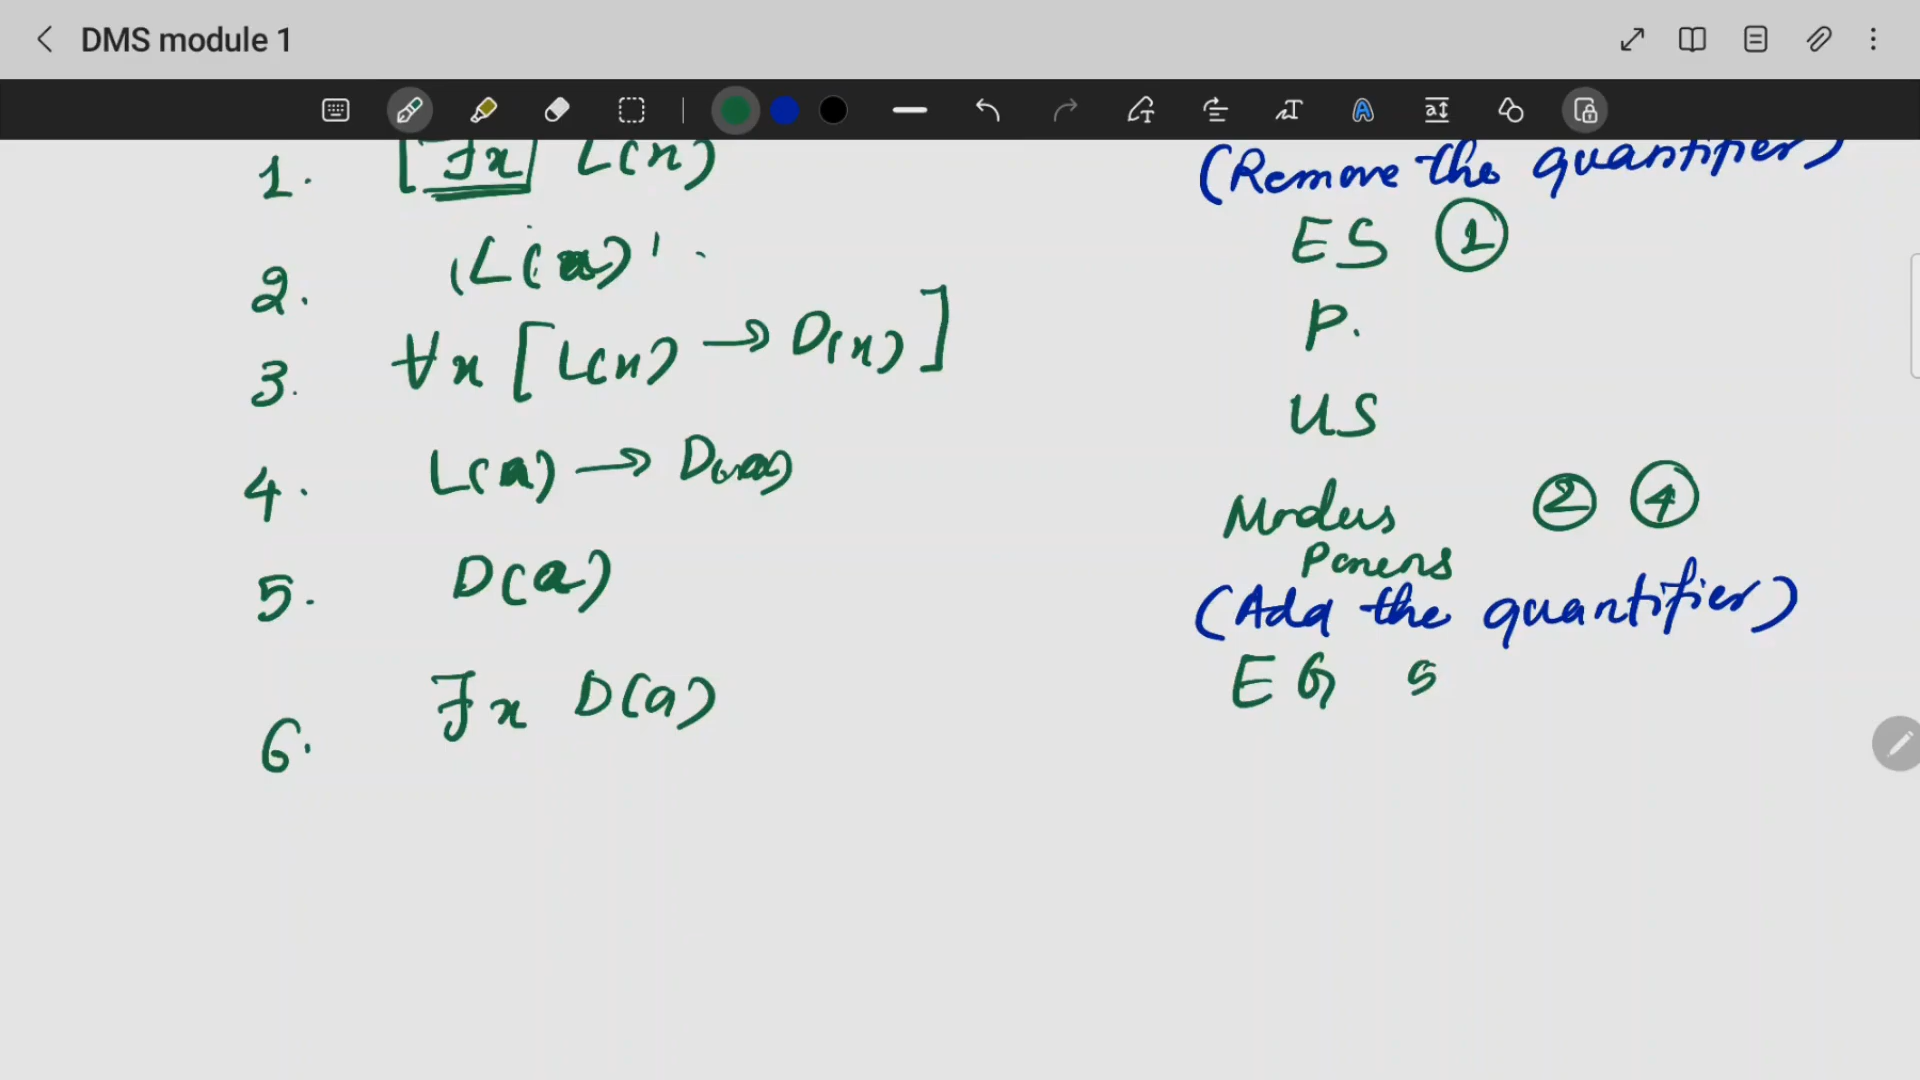 DMS module 1
1. [∃x] L(x) (Remove the quantifier)
2. (L(a)'. ES ①
3. ∀x [L(x) → D(x)] P.
4. L(a) → D(a) US
5. D(a) Modus Ponens ② ④
(Add the quantifier)
6. ∃x D(a) EG 5